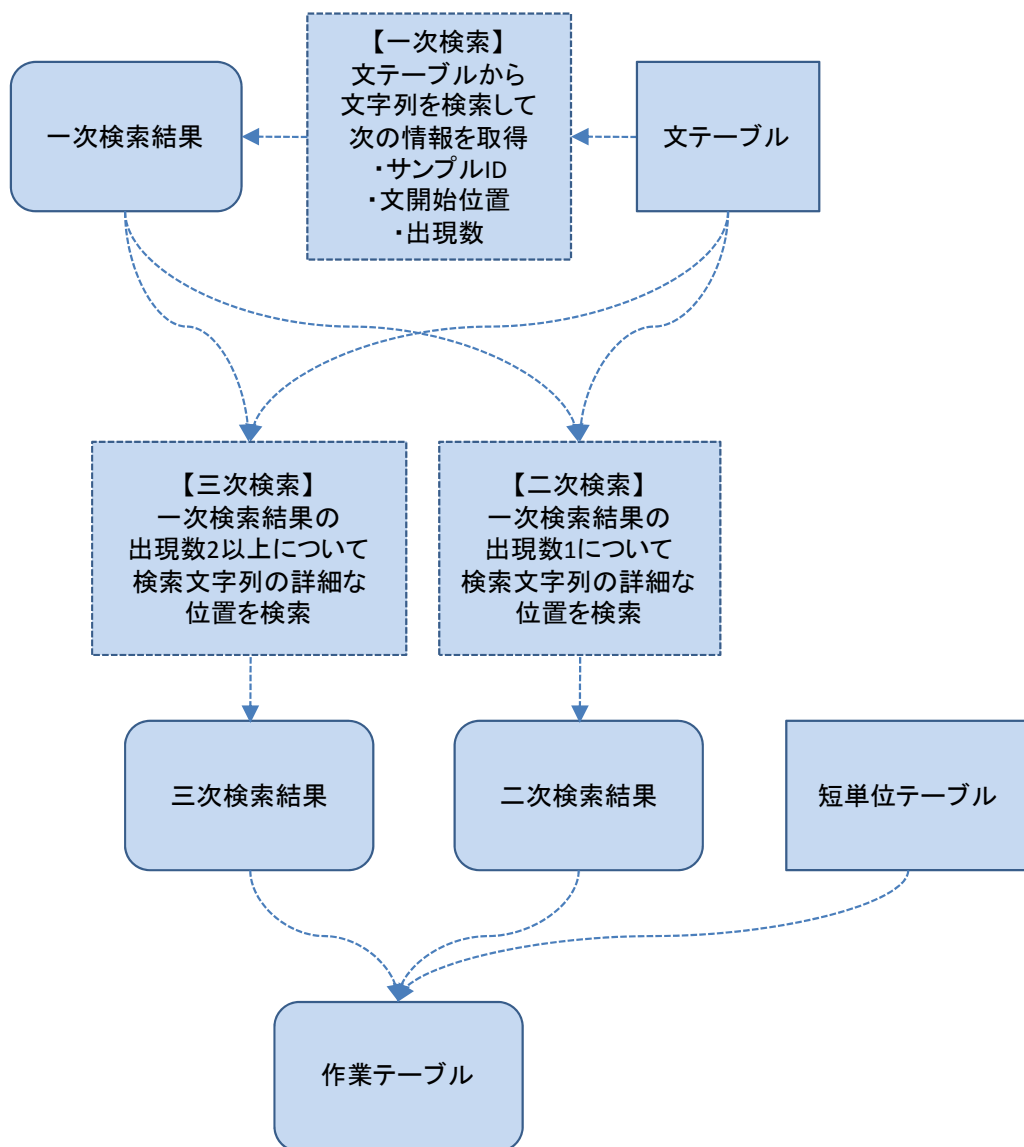 一次検索結果
【一次検索】
文テーブルから
文字列を検索して
次の情報を取得
・サンプルID
・文開始位置
・出現数
文テーブル
【三次検索】
一次検索結果の
出現数2以上について
検索文字列の詳細な
位置を検索
【二次検索】
一次検索結果の
出現数1について
検索文字列の詳細な
位置を検索
三次検索結果
二次検索結果
短単位テーブル
作業テーブル